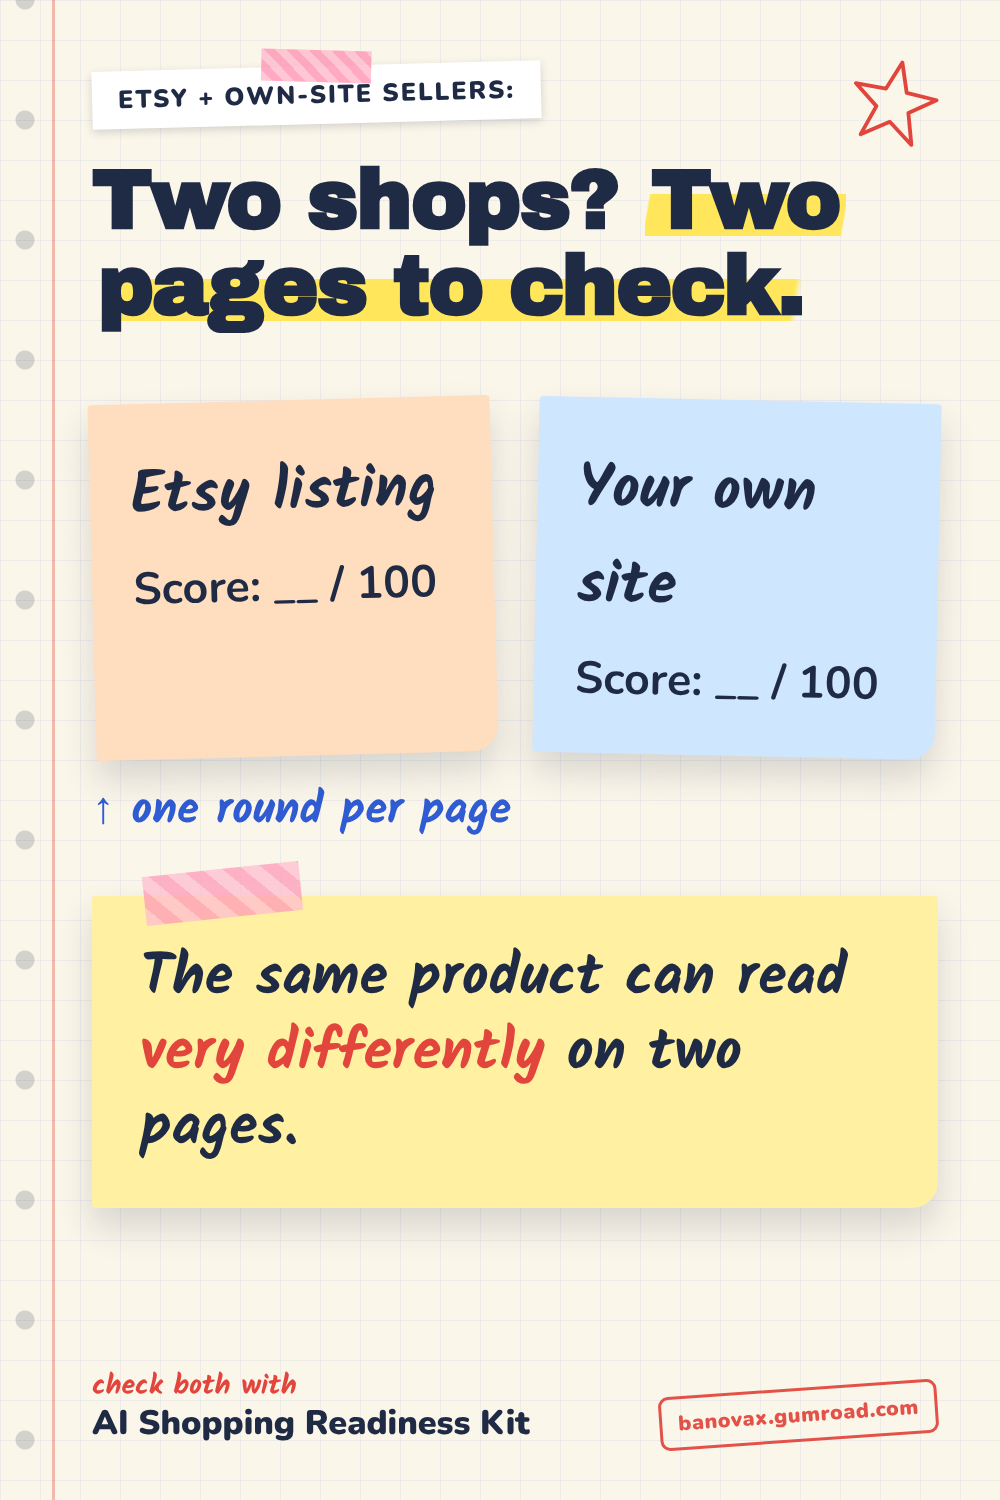 ETSY + OWN-SITE SELLERS:
Two shops? Two
pages to check.
Etsy listing
Score: __ / 100
Your own
site
Score: __ / 100
↑ one round per page
The same product can read
very differently on two
pages.
check both with
AI Shopping Readiness Kit
banovax.gumroad.com